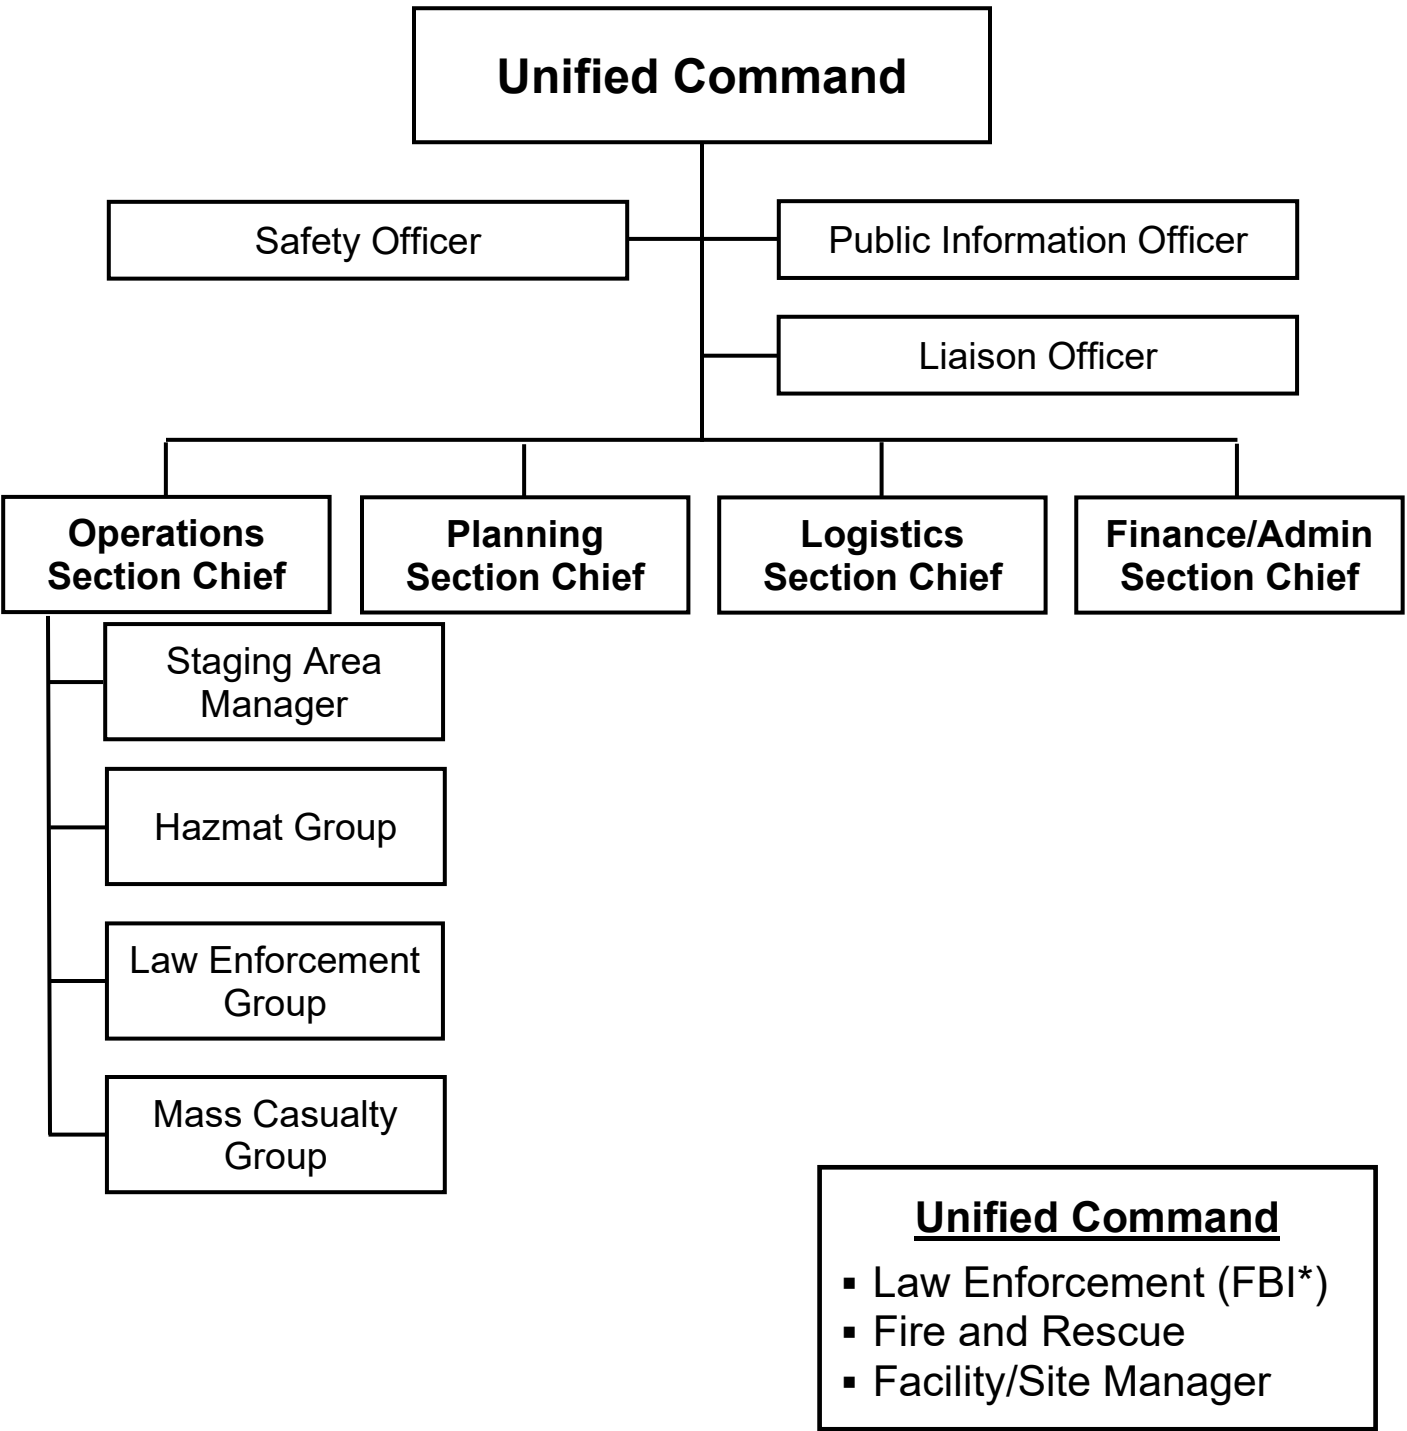 Unified Command
Safety Officer
Public Information Officer
Liaison Officer
Operations
Section Chief
Planning
Section Chief
Logistics
Section Chief
Finance/Admin
Section Chief
Staging Area
Manager
Hazmat Group
Law Enforcement
Group
Mass Casualty
Group
Unified Command
▪ Law Enforcement (FBI*)
▪ Fire and Rescue
▪ Facility/Site Manager